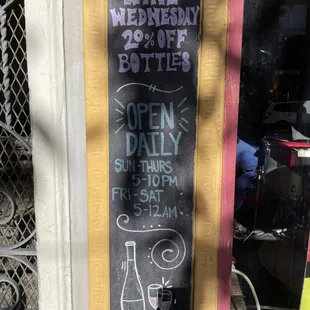 WEDNESDAY
20% OFF
BOTTLES
OPEN
DAILY
SUN-THURS
5-10PM
FRI-SAT
5-12AM